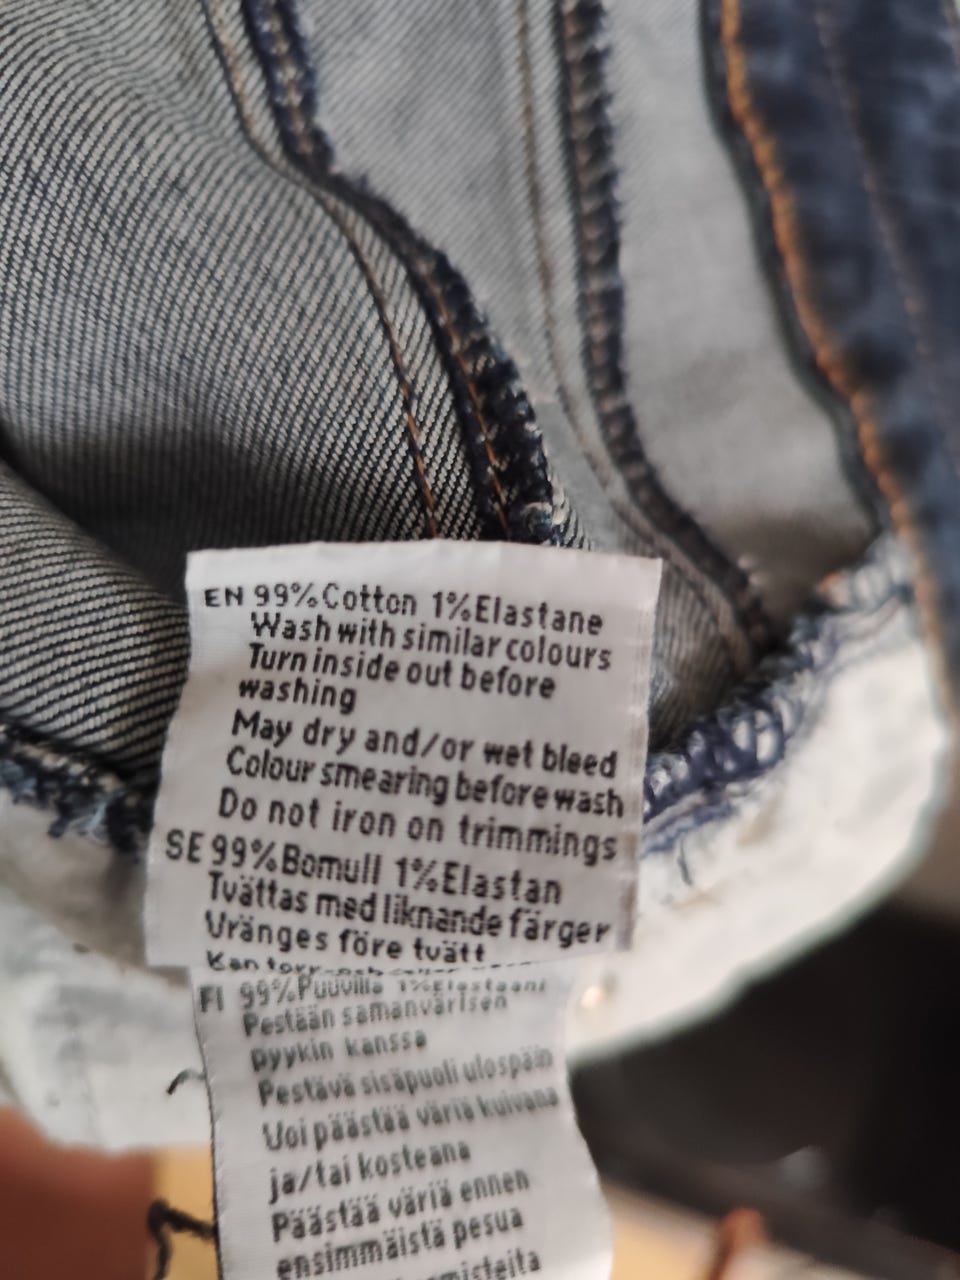 EN 99%Cotton 1%Elastane
Wash with similar colours
Turn inside out before
washing
May dry and/or wet bleed
Colour smearing before wash
Do not iron on trimmings
SE 99%Bomull 1%Elastan
Tvättas med liknande färger
Vränges före tvätt
Kan torr-
FI 99%Puuvilla 1%Elastaani
Pestään samanvärisen
pyykin kanssa
Pestävä sisäpuoli ulospäin
Voi päästää väriä kuivana
ja/tai kosteana
Päästää väriä ennen
ensimmäistä pesua